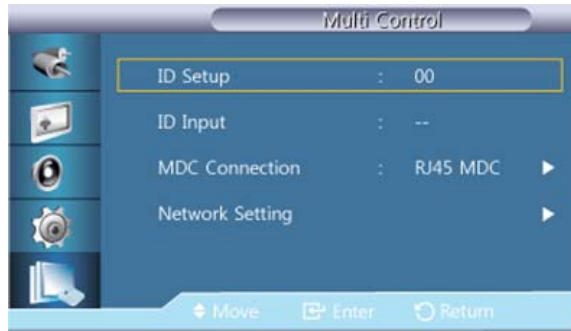 Multi Control
ID Setup : 00
ID Input : --
MDC Connection : RJ45 MDC
Network Setting
Move Enter Return